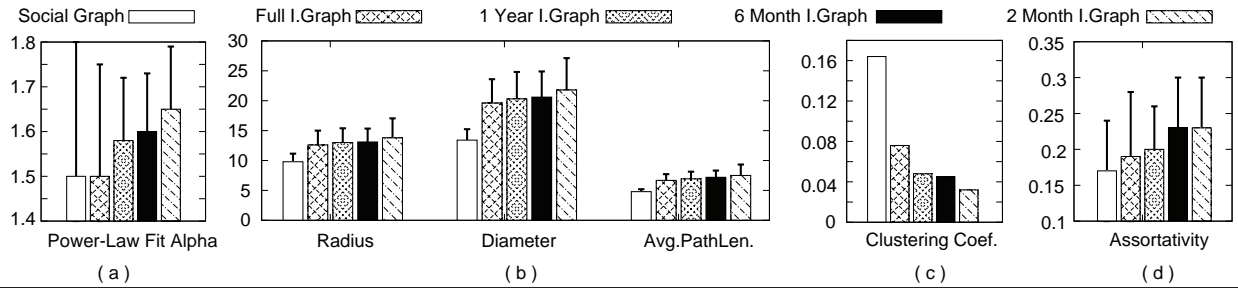 Social Graph Full I.Graph 1 Year I.Graph 6 Month I.Graph 2 Month I.Graph
1.8
1.7
1.6
1.5
1.4
Power-Law Fit Alpha
( a )
30
25
20
15
10
5
0
Radius Diameter Avg.PathLen.
( b )
0.16
0.12
0.08
0.04
0
Clustering Coef.
( c )
0.35
0.3
0.25
0.2
0.15
0.1
Assortativity
( d )